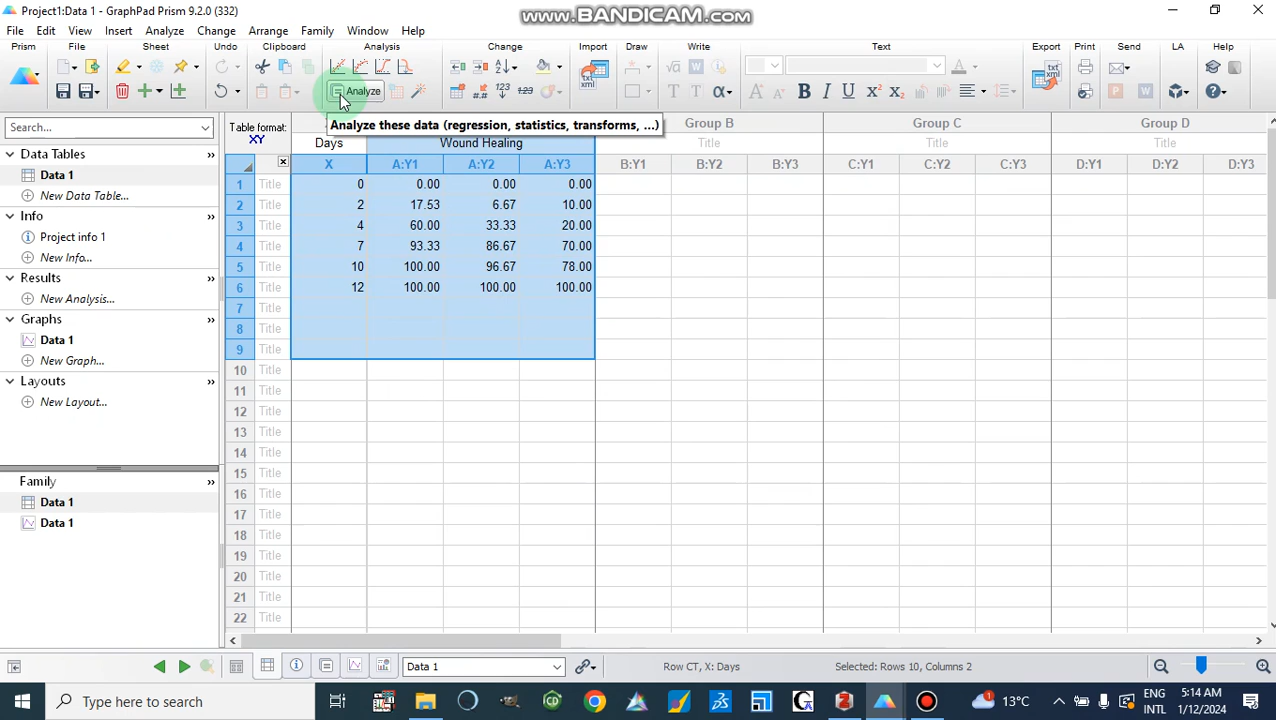 Project1:Data 1 - GraphPad Prism 9.2.0 (332)
www.BANDICAM.com
File Edit View Insert Analyze Change Arrange Family Window Help
Prism File Sheet Undo Clipboard Analysis Change Import Draw Write Text Export Print Send LA Help
Analyze
Search...
Data Tables
Data 1
New Data Table...
Info
Project info 1
New Info...
Results
New Analysis...
Graphs
Data 1
New Graph...
Layouts
New Layout...
Family
Data 1
Data 1
Analyze these data (regression, statistics, transforms, ...)
Table format:
XY
Group B Group C Group D
Days Wound Healing Title Title Title
X A:Y1 A:Y2 A:Y3 B:Y1 B:Y2 B:Y3 C:Y1 C:Y2 C:Y3 D:Y1 D:Y2 D:Y3
1 Title 0 0.00 0.00 0.00
2 Title 2 17.53 6.67 10.00
3 Title 4 60.00 33.33 20.00
4 Title 7 93.33 86.67 70.00
5 Title 10 100.00 96.67 78.00
6 Title 12 100.00 100.00 100.00
7 Title
8 Title
9 Title
10 Title
11 Title
12 Title
13 Title
14 Title
15 Title
16 Title
17 Title
18 Title
19 Title
20 Title
21 Title
22 Title
Data 1 Row CT, X: Days Selected: Rows 10, Columns 2
Type here to search 13°C ENG 5:14 AM
INTL 1/12/2024